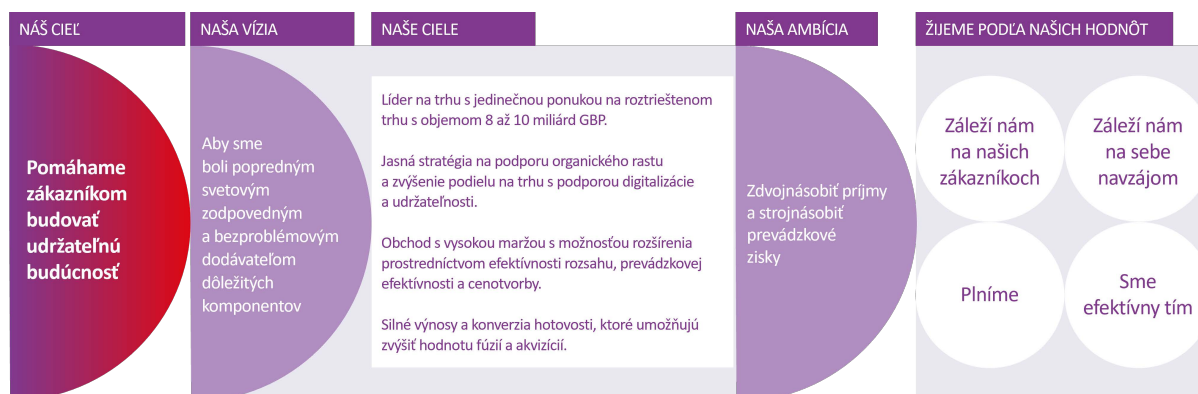 NÁŠ CIEĽ
Pomáhame
zákazníkom
budovať
udržateľnú
budúcnosť
NAŠA VÍZIA
Aby sme
boli popredným
svetovým
zodpovedným
a bezproblémovým
dodávateľom
dôležitých
komponentov
NAŠE CIELE
Líder na trhu s jedinečnou ponukou na roztrieštenom
trhu s objemom 8 až 10 miliárd GBP.
Jasná stratégia na podporu organického rastu
a zvýšenie podielu na trhu s podporou digitalizácie
a udržateľnosti.
Obchod s vysokou maržou s možnosťou rozšírenia
prostredníctvom efektívnosti rozsahu, prevádzkovej
efektívnosti a cenotvorby.
Silné výnosy a konverzia hotovosti, ktoré umožňujú
zvýšiť hodnotu fúzií a akvizícií.
NAŠA AMBÍCIA
Zdvojnásobiť príjmy
a strojnásobiť
prevádzkové
zisky
ŽIJEME PODĽA NAŠICH HODNÔT
Záleží nám
na našich
zákazníkoch
Záleží nám
na sebe
navzájom
Plníme
Sme
efektívny tím